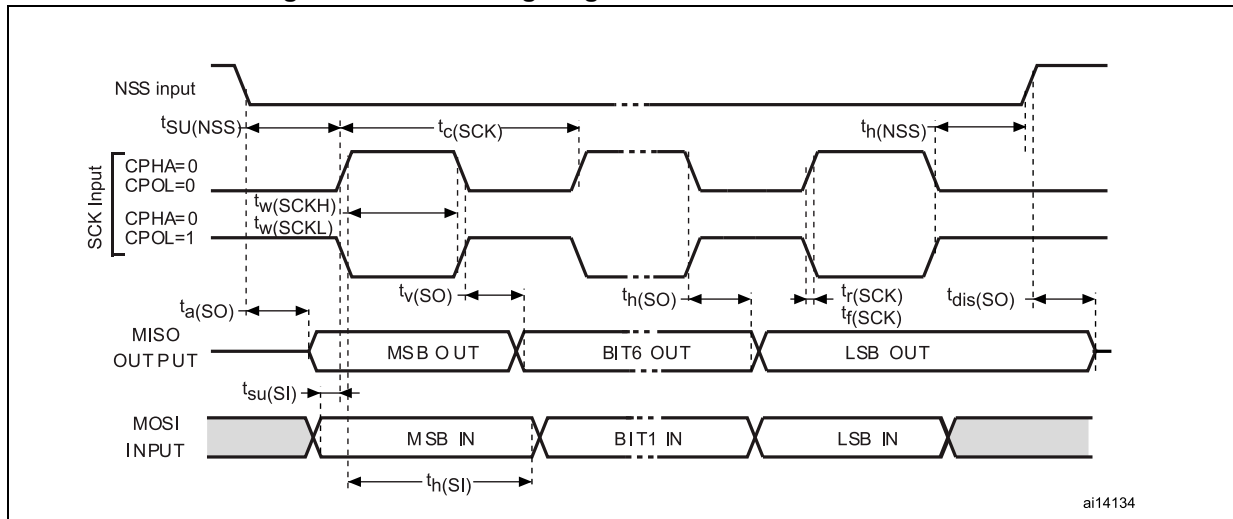 NSS input
tSU(NSS)
tc(SCK)
th(NSS)
SCK Input
CPHA=0
CPOL=0
tw(SCKH)
CPHA=0
tw(SCKL)
CPOL=1
tv(SO)
th(SO)
tr(SCK)
tf(SCK)
tdis(SO)
ta(SO)
MISO
OUTPUT
MSB OUT
BIT6 OUT
LSB OUT
tsu(SI)
MOSI
INPUT
MSB IN
BIT1 IN
LSB IN
th(SI)
ai14134